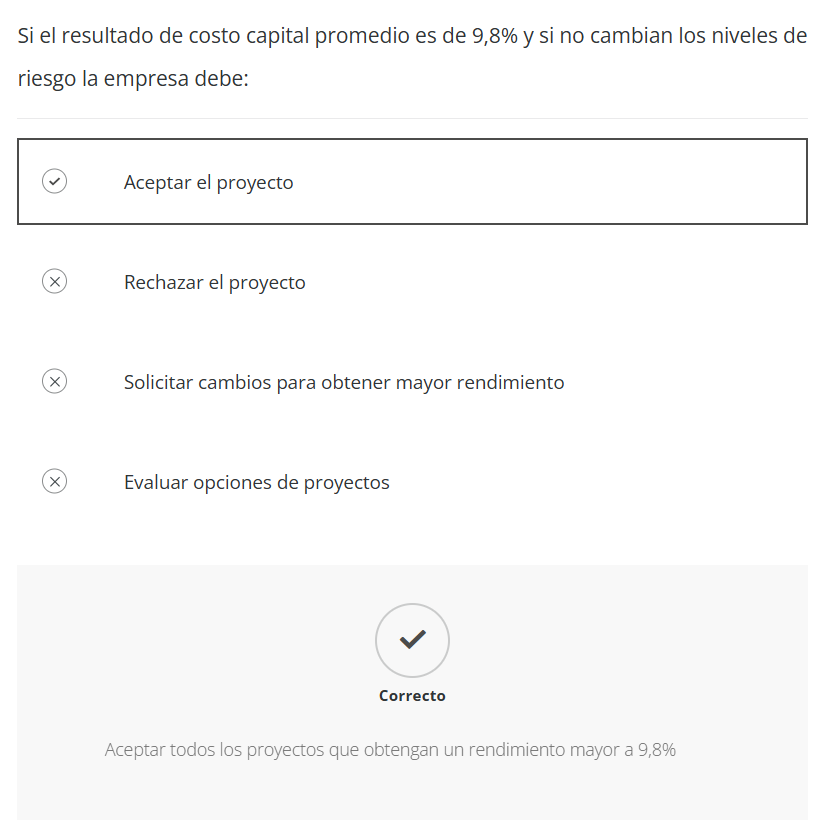 Si el resultado de costo capital promedio es de 9,8% y si no cambian los niveles de
riesgo la empresa debe:
Aceptar el proyecto
Rechazar el proyecto
Solicitar cambios para obtener mayor rendimiento
Evaluar opciones de proyectos
Correcto
Aceptar todos los proyectos que obtengan un rendimiento mayor a 9,8%